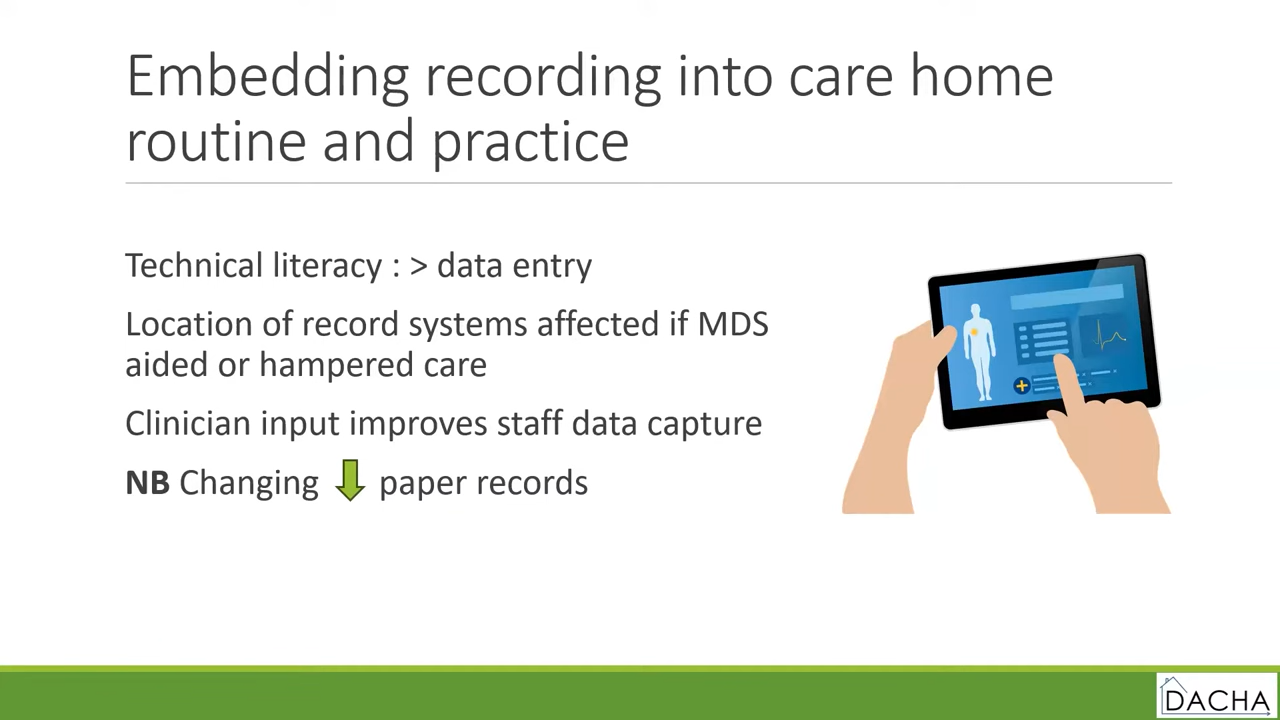 Embedding recording into care home
routine and practice
Technical literacy : > data entry
Location of record systems affected if MDS
aided or hampered care
Clinician input improves staff data capture
NB Changing paper records
DACHA